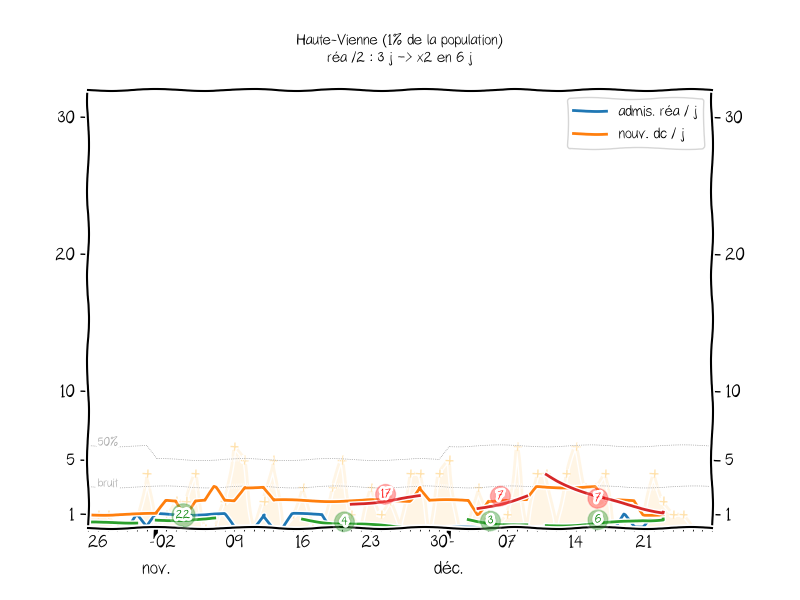 Haute-Vienne (1% de la population)
réa /2 : 3 j -> x2 en 6 j
admis. réa / j
nouv. dc / j
30 30
20 20
10 10
50%
5 5
bruit
17 7 7
22 4 3 6
1 1
26 02 09 16 23 30 07 14 21
nov. déc.